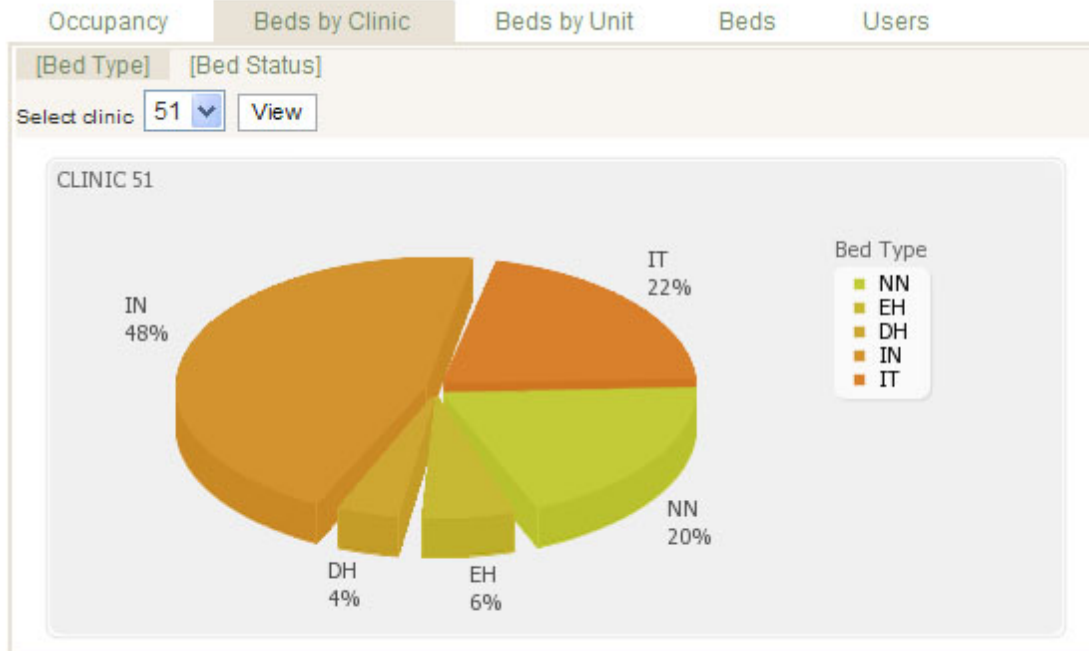 Occupancy Beds by Clinic Beds by Unit Beds Users
[Bed Type] [Bed Status]
Select clinic 51 View
CLINIC 51
IT
22%
IN
48%
Bed Type
NN
EH
DH
IN
IT
NN
20%
DH
4%
EH
6%